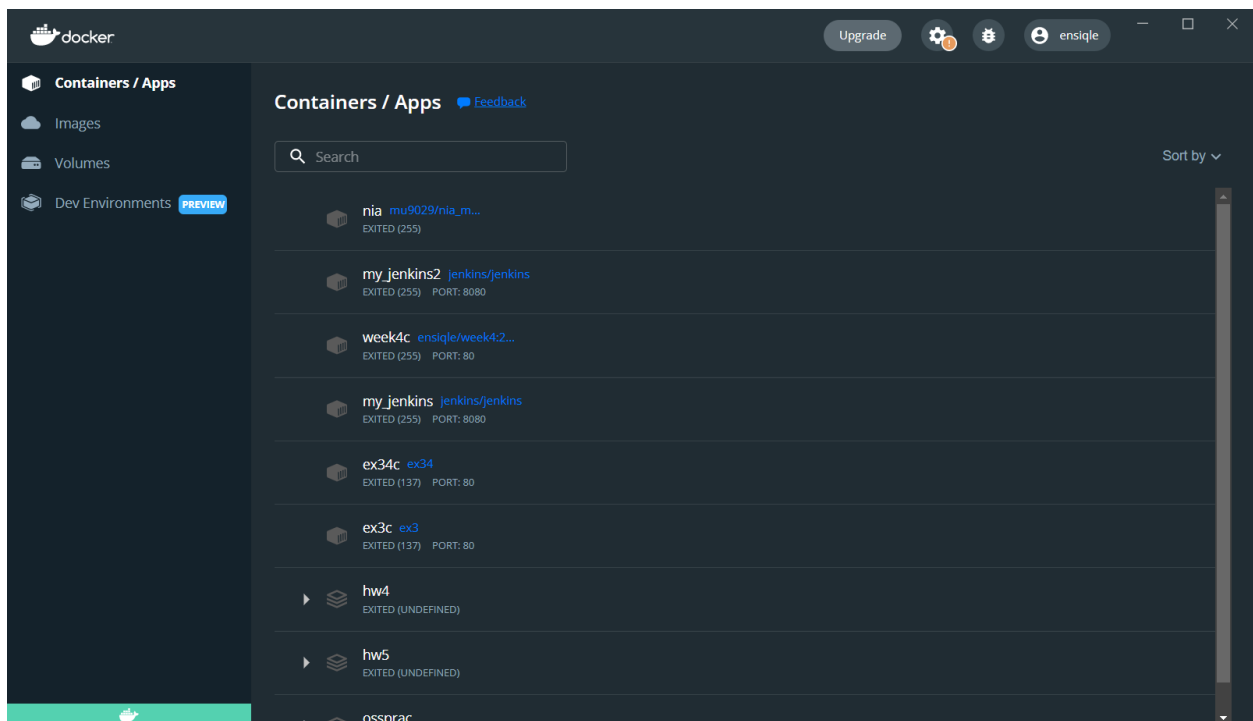 docker
Upgrade
ensiqle
Containers / Apps
Images
Volumes
Dev Environments PREVIEW
Containers / Apps Feedback
Search
Sort by
nia mu9029/nia_m...
EXITED (255)
my_jenkins2 jenkins/jenkins
EXITED (255) PORT: 8080
week4c ensiqle/week4:2...
EXITED (255) PORT: 80
my_jenkins jenkins/jenkins
EXITED (255) PORT: 8080
ex34c ex34
EXITED (137) PORT: 80
ex3c ex3
EXITED (137) PORT: 80
hw4
EXITED (UNDEFINED)
hw5
EXITED (UNDEFINED)
ossprac